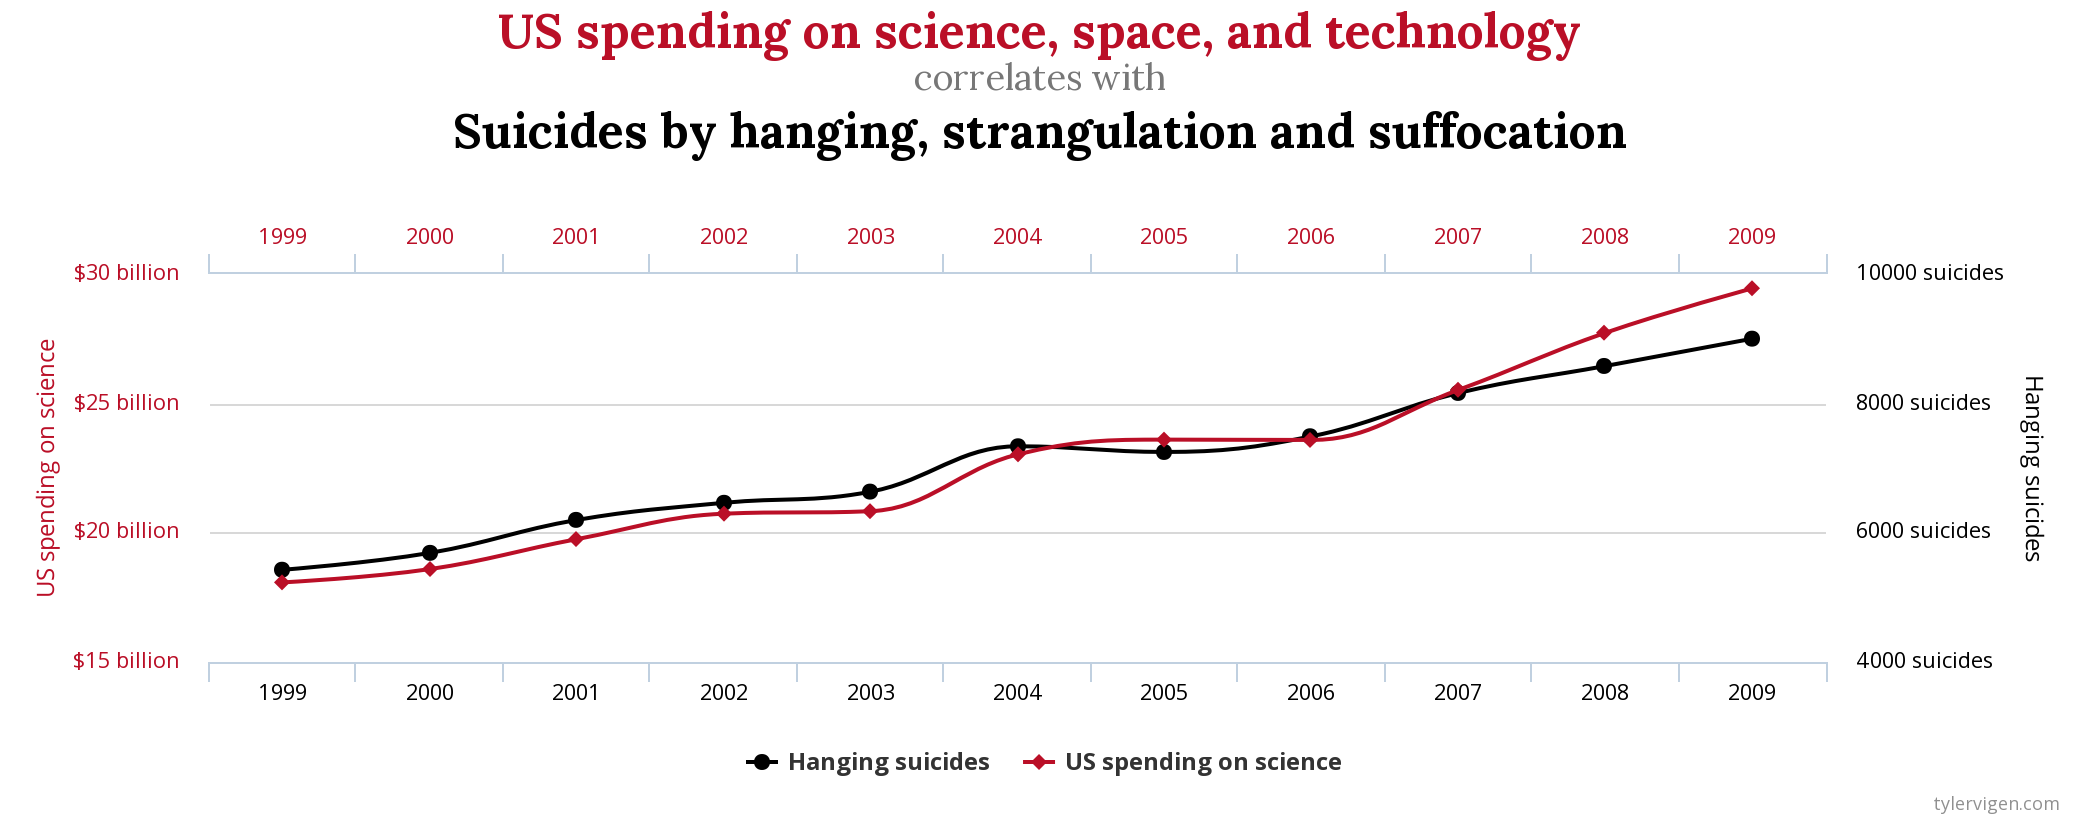 US spending on science, space, and technology
correlates with
Suicides by hanging, strangulation and suffocation
1999 2000 2001 2002 2003 2004 2005 2006 2007 2008 2009
$30 billion 10000 suicides
$25 billion 8000 suicides
$20 billion 6000 suicides
$15 billion 4000 suicides
US spending on science
Hanging suicides
1999 2000 2001 2002 2003 2004 2005 2006 2007 2008 2009
Hanging suicides US spending on science
tylervigen.com